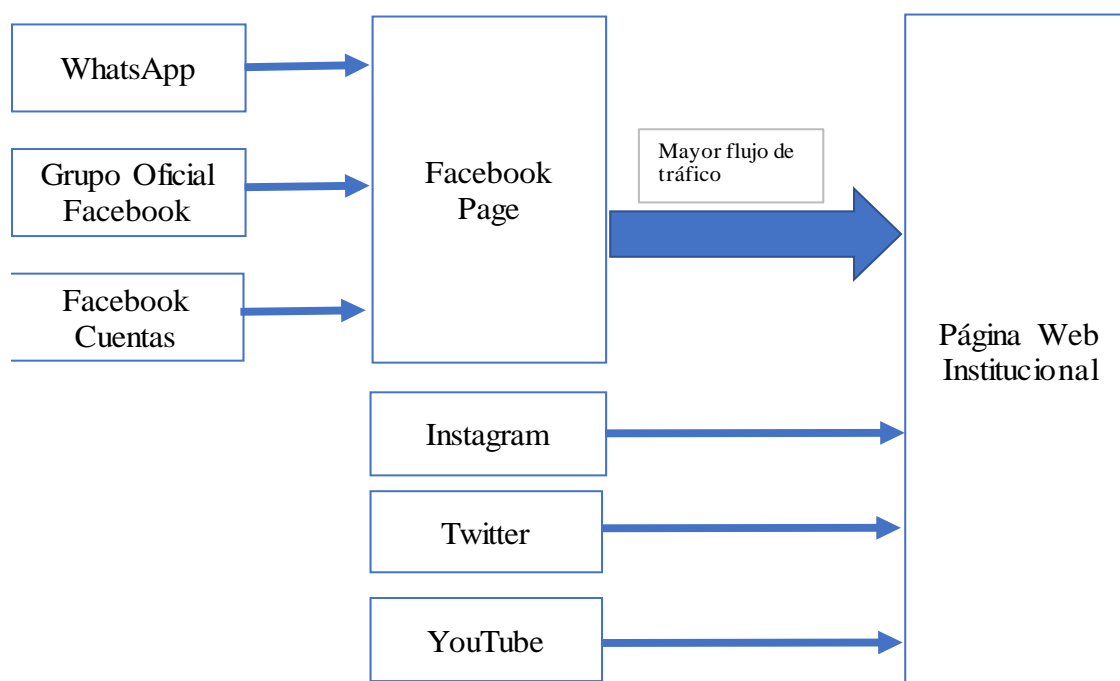 WhatsApp
Grupo Oficial
Facebook
Facebook
Cuentas
Facebook
Page
Mayor flujo de
tráfico
Instagram
Twitter
YouTube
Página Web
Institucional